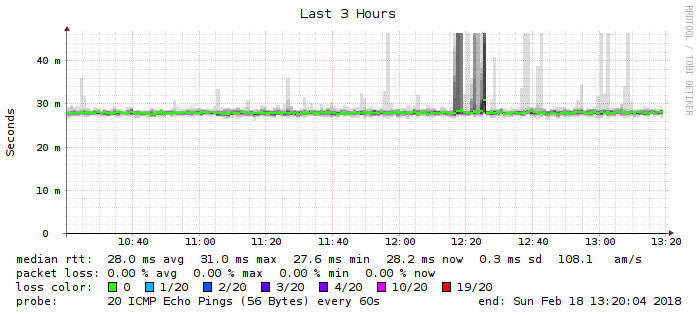 Last 3 Hours
RRDTOOL / TOBI OETIKER
Seconds
40 m
30 m
20 m
10 m
0
10:40 11:00 11:20 11:40 12:00 12:20 12:40 13:00 13:20
median rtt: 28.0 ms avg 31.0 ms max 27.6 ms min 28.2 ms now 0.3 ms sd 108.1 am/s
packet loss: 0.00 % avg 0.00 % max 0.00 % min 0.00 % now
loss color: 0 1/20 2/20 3/20 4/20 10/20 19/20
probe: 20 ICMP Echo Pings (56 Bytes) every 60s end: Sun Feb 18 13:20:04 2018